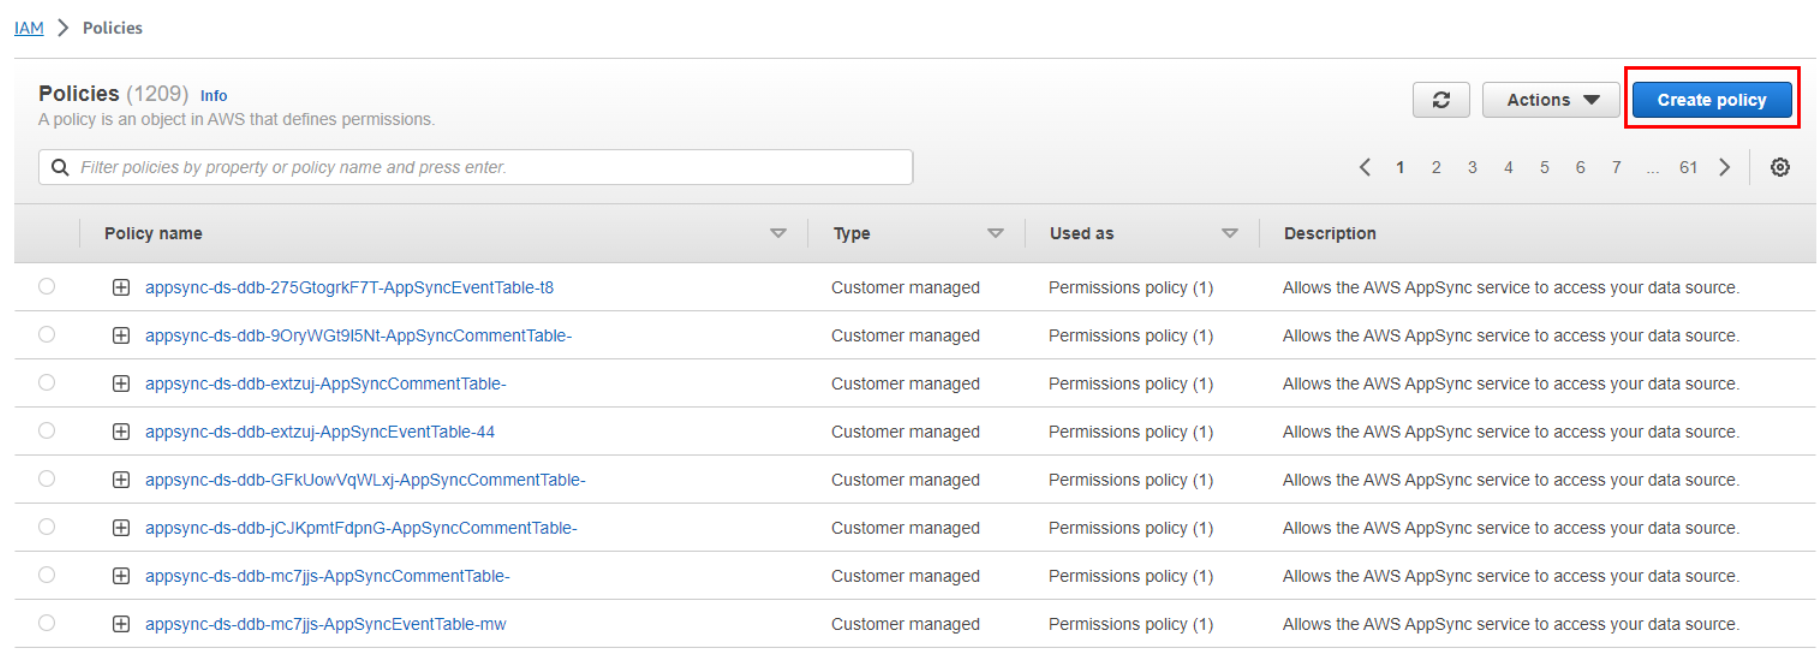 IAM > Policies
Policies (1209) Info
A policy is an object in AWS that defines permissions.
Actions
Create policy
Filter policies by property or policy name and press enter.
< 1 2 3 4 5 6 7 ... 61 >
Policy name Type Used as Description
appsync-ds-ddb-275GtogrkF7T-AppSyncEventTable-t8 Customer managed Permissions policy (1) Allows the AWS AppSync service to access your data source.
appsync-ds-ddb-9OryWGt9I5Nt-AppSyncCommentTable- Customer managed Permissions policy (1) Allows the AWS AppSync service to access your data source.
appsync-ds-ddb-extzuj-AppSyncCommentTable- Customer managed Permissions policy (1) Allows the AWS AppSync service to access your data source.
appsync-ds-ddb-extzuj-AppSyncEventTable-44 Customer managed Permissions policy (1) Allows the AWS AppSync service to access your data source.
appsync-ds-ddb-GFkUowVqWLxj-AppSyncCommentTable- Customer managed Permissions policy (1) Allows the AWS AppSync service to access your data source.
appsync-ds-ddb-jCJKpmtFdpnG-AppSyncCommentTable- Customer managed Permissions policy (1) Allows the AWS AppSync service to access your data source.
appsync-ds-ddb-mc7jjs-AppSyncCommentTable- Customer managed Permissions policy (1) Allows the AWS AppSync service to access your data source.
appsync-ds-ddb-mc7jjs-AppSyncEventTable-mw Customer managed Permissions policy (1) Allows the AWS AppSync service to access your data source.